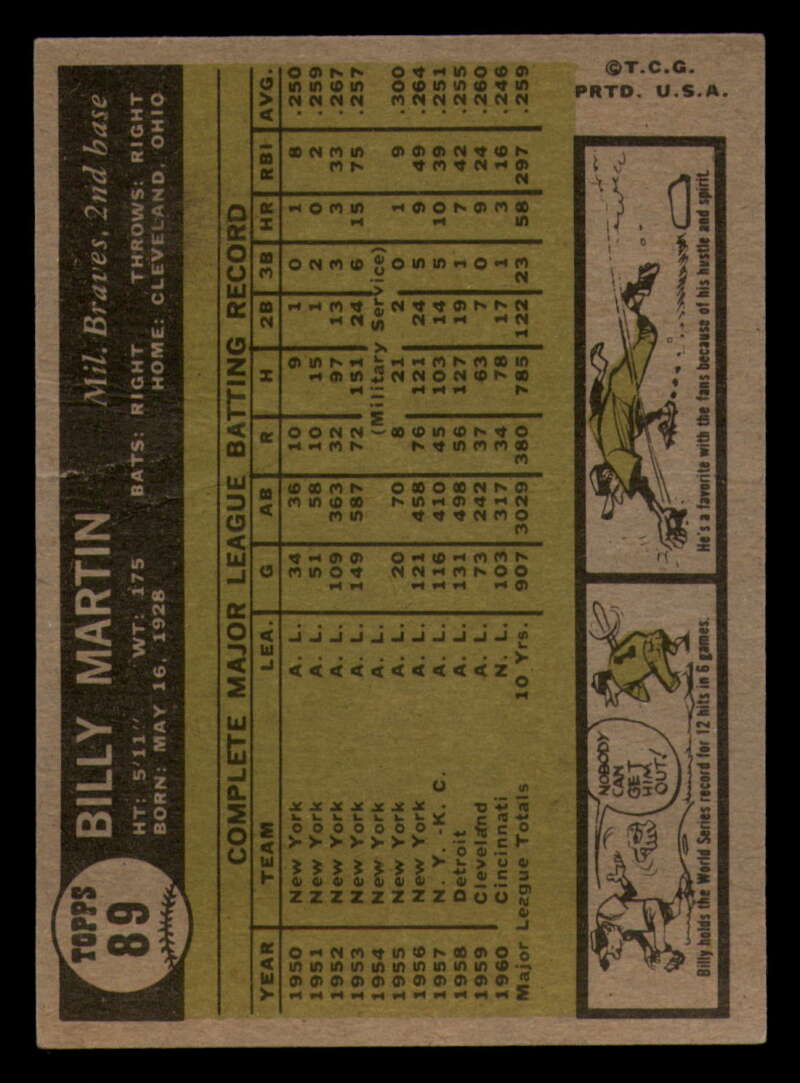 TOPPS
89
BILLY MARTIN Mil. Braves, 2nd base
HT: 5'11" WT: 175 BATS: RIGHT THROWS: RIGHT
BORN: MAY 16, 1928 HOME: CLEVELAND, OHIO
COMPLETE MAJOR LEAGUE BATTING RECORD
YEAR TEAM LEA. G AB R H 2B 3B HR RBI AVG.
1950 New York A. L. 34 36 10 9 1 0 1 8 .250
1951 New York A. L. 51 58 10 15 1 2 0 2 .259
1952 New York A. L. 109 363 32 97 13 3 3 33 .267
1953 New York A. L. 149 587 72 151 24 6 15 75 .257
1954 New York A. L. (Military Service)
1955 New York A. L. 20 70 8 21 2 0 1 9 .300
1956 New York A. L. 121 458 76 121 24 5 9 49 .264
1957 N. Y. -K. C. A. L. 116 410 45 103 14 5 10 39 .251
1958 Detroit A. L. 131 498 56 127 19 1 7 42 .255
1959 Cleveland A. L. 73 242 37 63 7 0 9 24 .260
1960 Cincinnati N. L. 103 317 34 78 17 1 3 16 .246
Major League Totals 10 Yrs. 907 3029 380 785 122 23 58 297 .259
©T.C.G.
PRTD. U.S.A.
NOBODY
CAN
GET
HIM
OUT!
Billy holds the World Series record for 12 hits in 6 games.
He's a favorite with the fans because of his hustle and spirit.